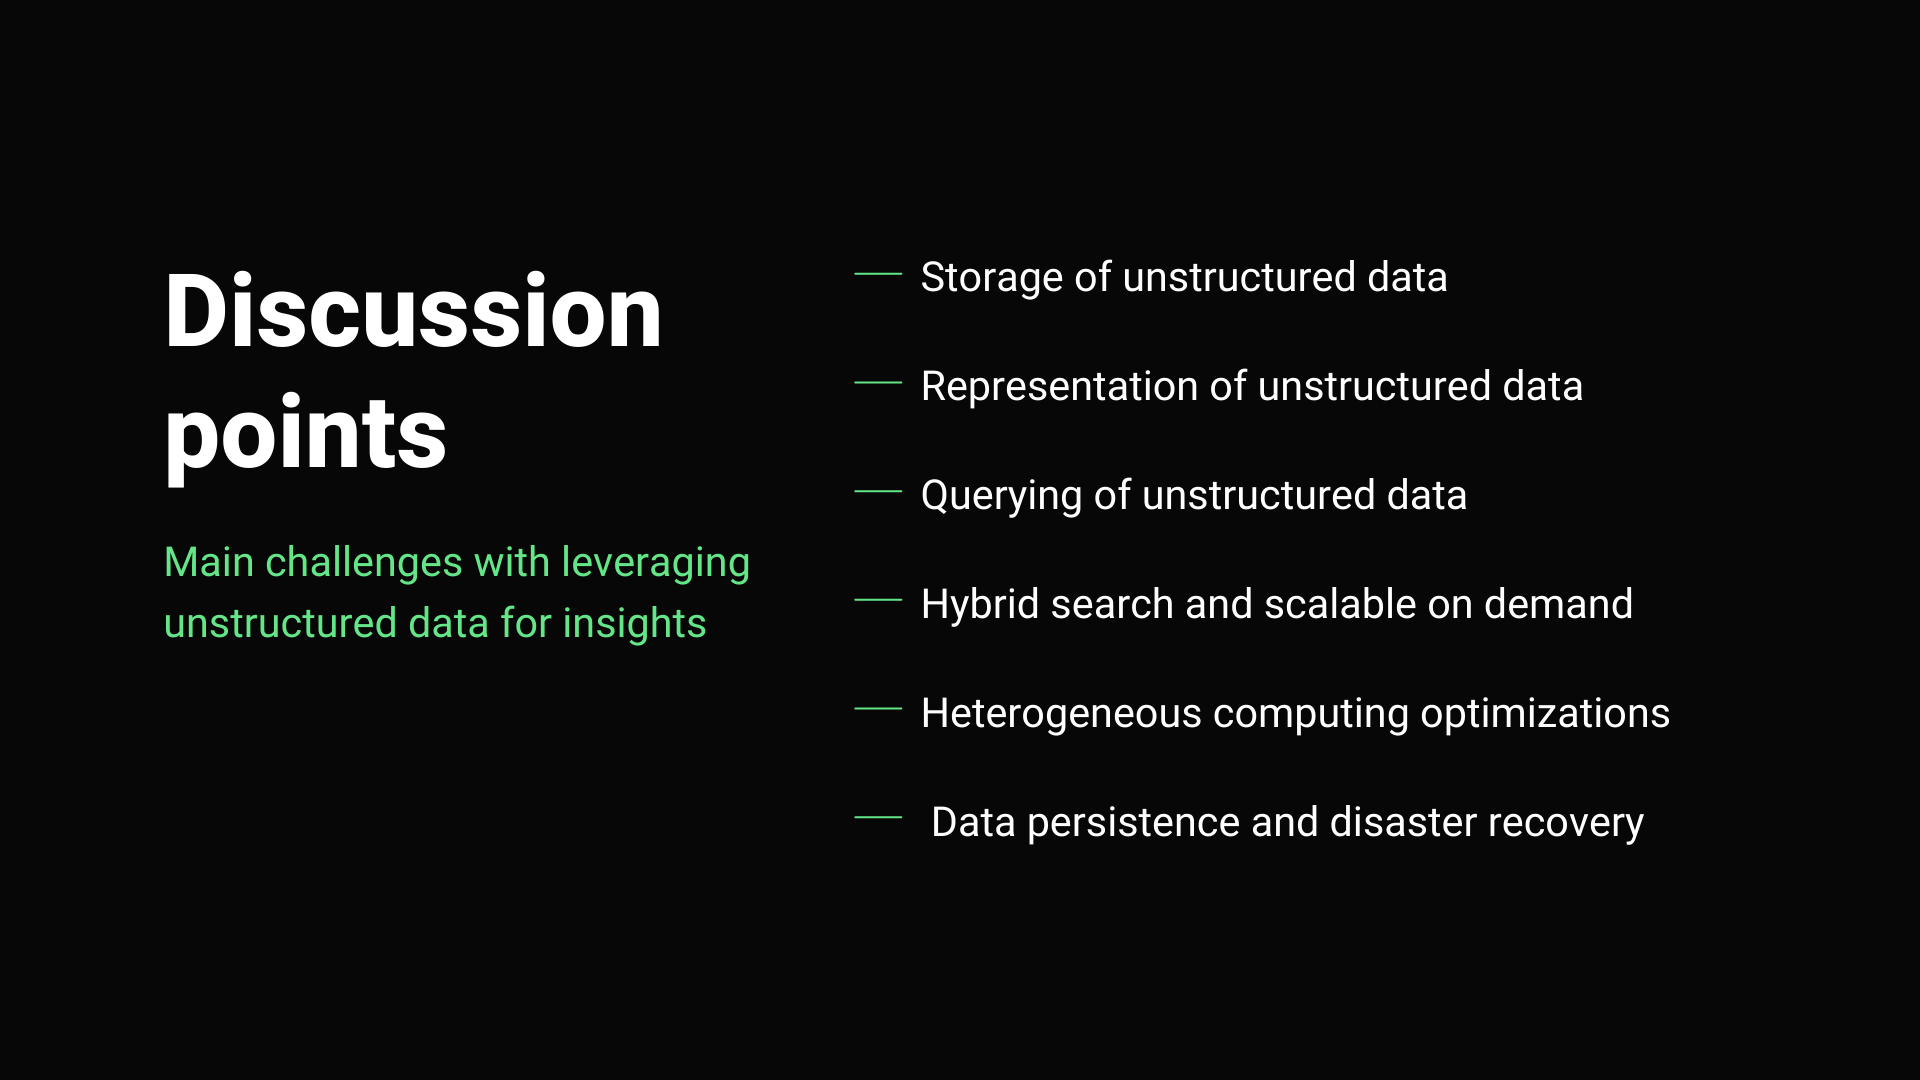 Discussion
points
Main challenges with leveraging
unstructured data for insights
Storage of unstructured data
Representation of unstructured data
Querying of unstructured data
Hybrid search and scalable on demand
Heterogeneous computing optimizations
Data persistence and disaster recovery